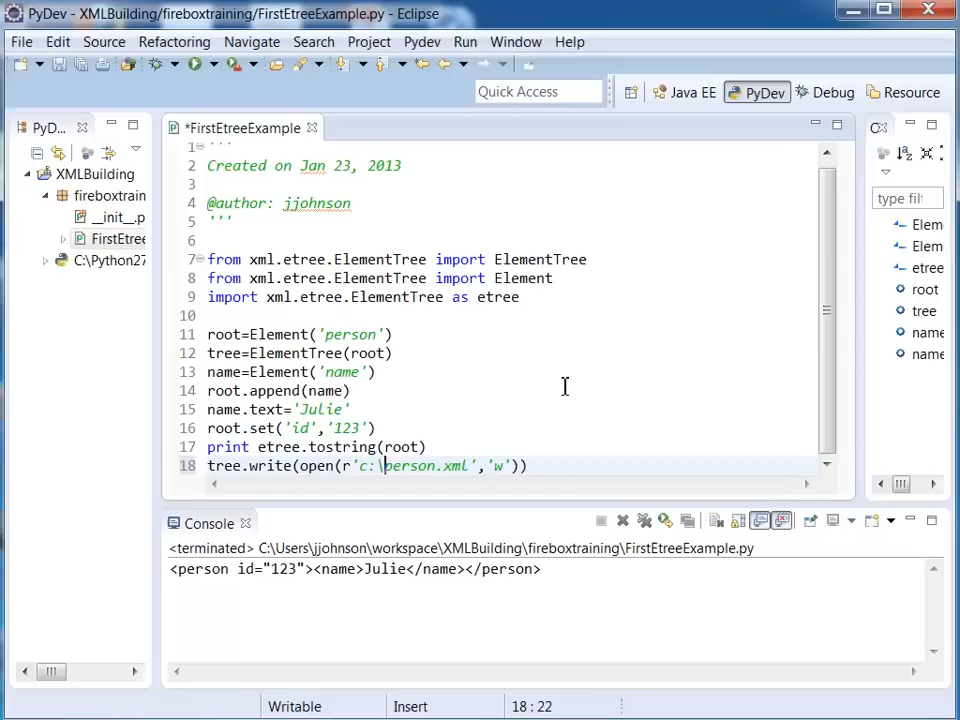 PyDev - XMLBuilding/fireboxtraining/FirstEtreeExample.py - Eclipse
File Edit Source Refactoring Navigate Search Project Pydev Run Window Help
Quick Access
Java EE PyDev Debug Resource
PyD...
XMLBuilding
fireboxtrain
__init__.p
FirstEtree
C:\Python27
*FirstEtreeExample
1 '''
2 Created on Jan 23, 2013
3
4 @author: jjohnson
5 '''
6
7 from xml.etree.ElementTree import ElementTree
8 from xml.etree.ElementTree import Element
9 import xml.etree.ElementTree as etree
10
11 root=Element('person')
12 tree=ElementTree(root)
13 name=Element('name')
14 root.append(name)
15 name.text='Julie'
16 root.set('id','123')
17 print etree.tostring(root)
18 tree.write(open(r'c:\person.xml','w'))
type filt
Elem
Elem
etree
root
tree
name
name
Console
<terminated> C:\Users\jjohnson\workspace\XMLBuilding\fireboxtraining\FirstEtreeExample.py
<person id="123"><name>Julie</name></person>
Writable Insert 18 : 22